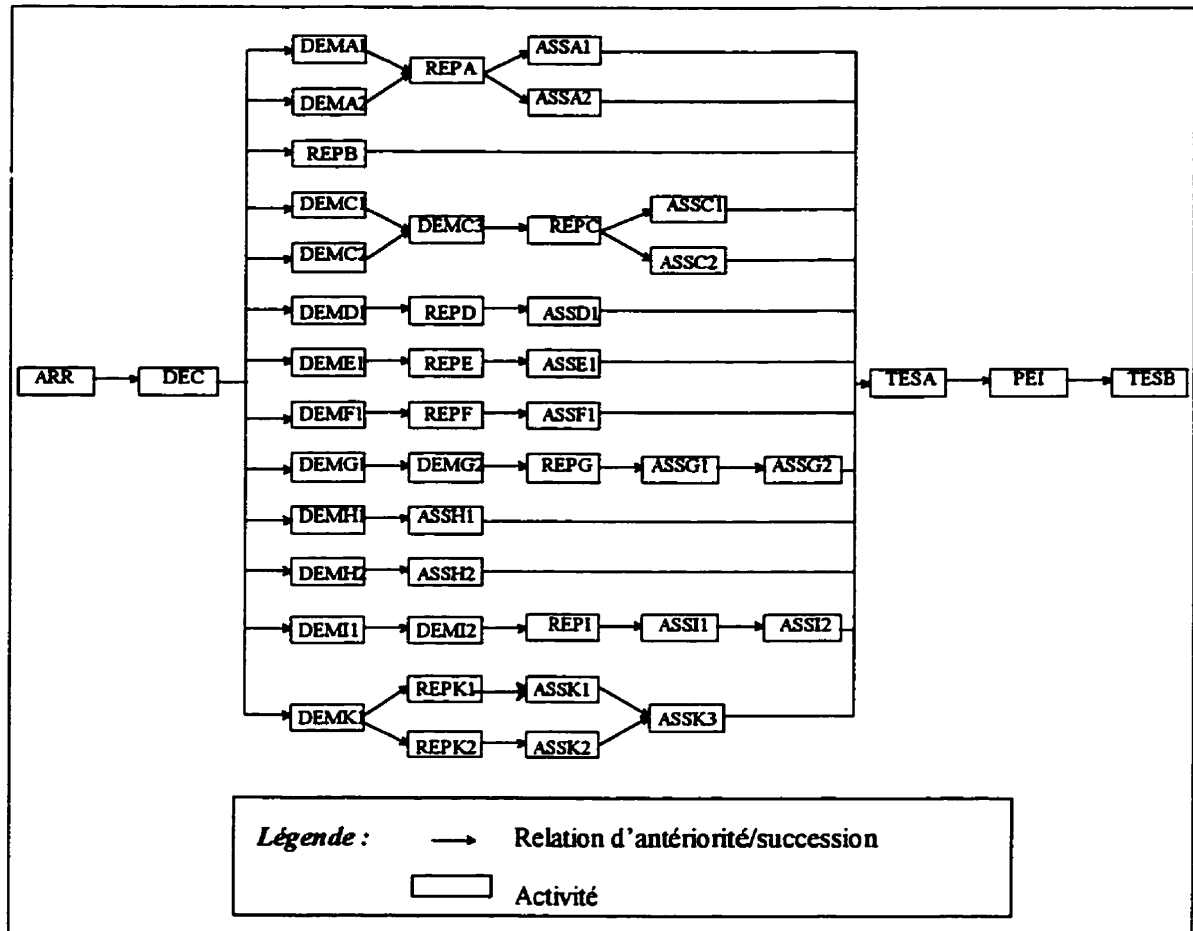 DEMA1
ASSA1
REPA
DEMA2
ASSA2
REPB
DEMC1
ASSC1
DEMC3
REPC
DEMC2
ASSC2
DEMD1
REPD
ASSD1
DEME1
REPE
ASSE1
ARR
DEC
TESA
PEI
TESB
DEMF1
REPF
ASSF1
DEMG1
DEMG2
REPG
ASSG1
ASSG2
DEMH1
ASSH1
DEMH2
ASSH2
DEMI1
DEMI2
REPI
ASSI1
ASSI2
REPK1
ASSK1
DEMK1
ASSK3
REPK2
ASSK2
Légende :
Relation d'antériorité/succession
Activité